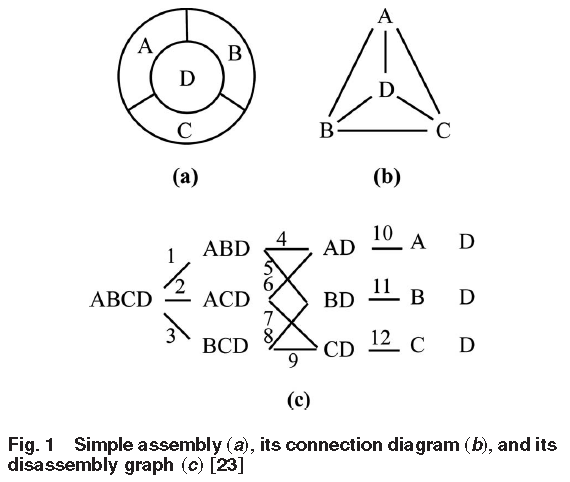 A
B
D
C
(a)
A
D
B
C
(b)
1
ABD
4
AD
10
A
D
5
6
ABCD
2
ACD
BD
11
B
D
7
8
3
BCD
9
CD
12
C
D
(c)
Fig. 1 Simple assembly (a), its connection diagram (b), and its
disassembly graph (c) [23]